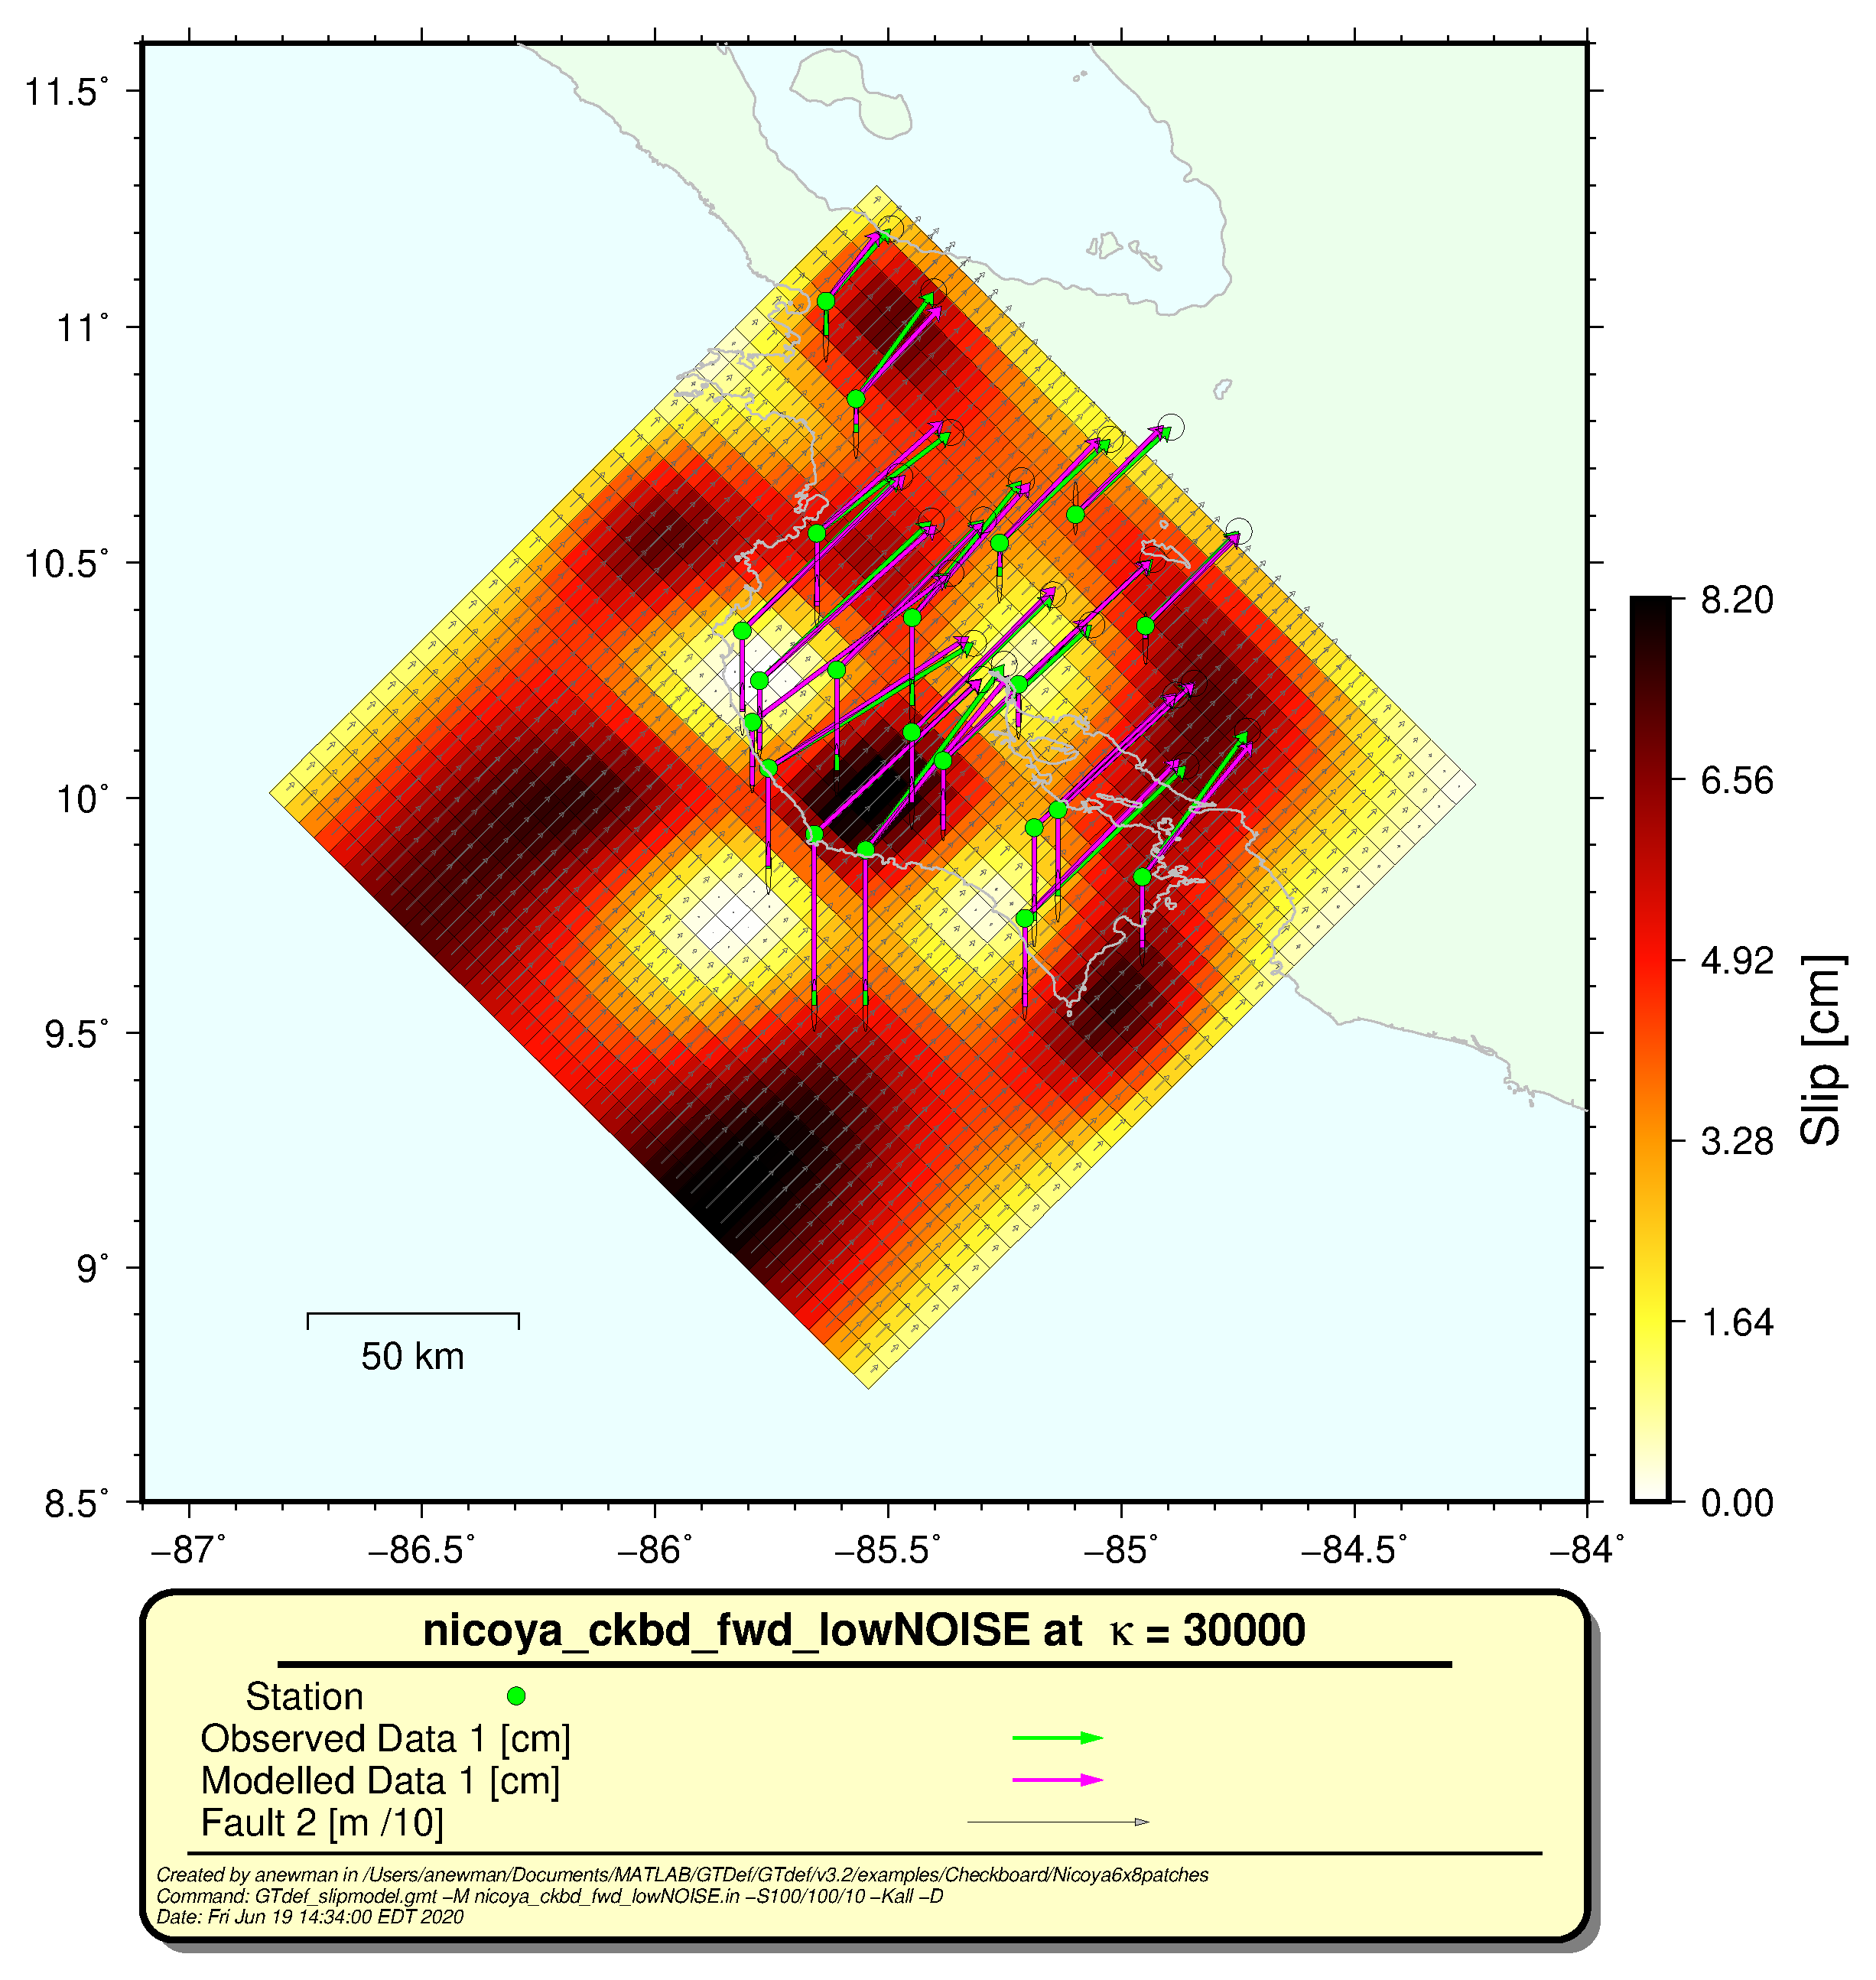 11.5°
11°
10.5°
10°
9.5°
9°
8.5°
−87°
−86.5°
−86°
−85.5°
−85°
−84.5°
−84°
50 km
8.20
6.56
4.92
3.28
1.64
0.00
Slip [cm]
nicoya_ckbd_fwd_lowNOISE at κ = 30000
Station
Observed Data 1 [cm]
Modelled Data 1 [cm]
Fault 2 [m /10]
Created by anewman in /Users/anewman/Documents/MATLAB/GTDef/GTdef/v3.2/examples/Checkboard/Nicoya6x8patches
Command: GTdef_slipmodel.gmt −M nicoya_ckbd_fwd_lowNOISE.in −S100/100/10 −Kall −D
Date: Fri Jun 19 14:34:00 EDT 2020